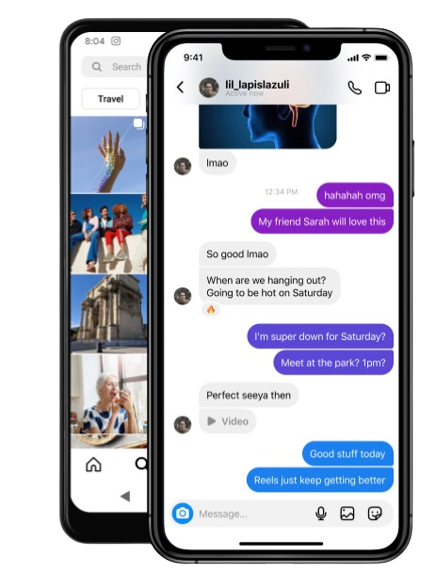 8:04
Search
Travel
9:41
lil_lapislazuli
Active now
lmao
12:34 PM
hahahah omg
My friend Sarah will love this
So good lmao
When are we hanging out?
Going to be hot on Saturday
I'm super down for Saturday?
Meet at the park? 1pm?
Perfect seeya then
Video
Good stuff today
Reels just keep getting better
Message...